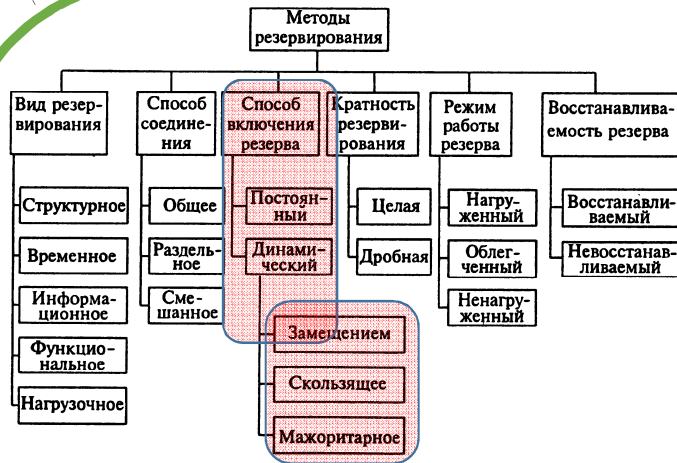 Методы
резервирования
Вид резер-
вирования
Способ
соедине-
ния
Способ
включения
резерва
Кратность
резерви-
рования
Режим
работы
резерва
Восстанавлива-
емость резерва
Структурное
Временное
Информа-
ционное
Функцио-
нальное
Нагрузочное
Общее
Раздель-
ное
Сме-
шанное
Постоян-
нный
Динами-
ческий
Замещением
Скользящее
Мажоритарное
Целая
Дробная
Нагру-
женный
Облег-
ченный
Ненагру-
женный
Восстанавли-
ваемый
Невосстанав-
ливаемый